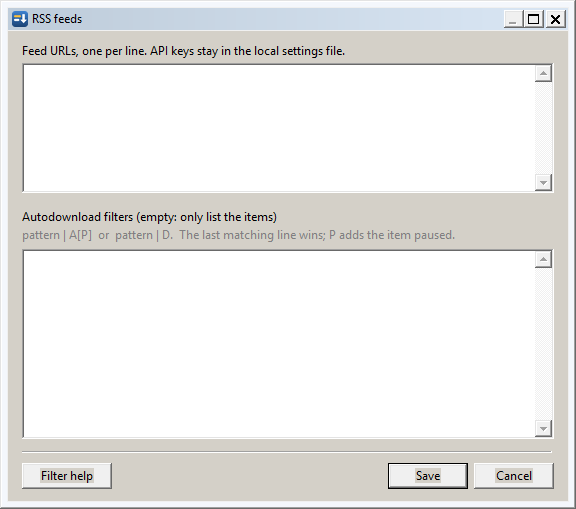 RSS feeds
Feed URLs, one per line. API keys stay in the local settings file.
Autodownload filters (empty: only list the items)
pattern | A[P]  or  pattern | D.  The last matching line wins; P adds the item paused.
Filter help
Save
Cancel